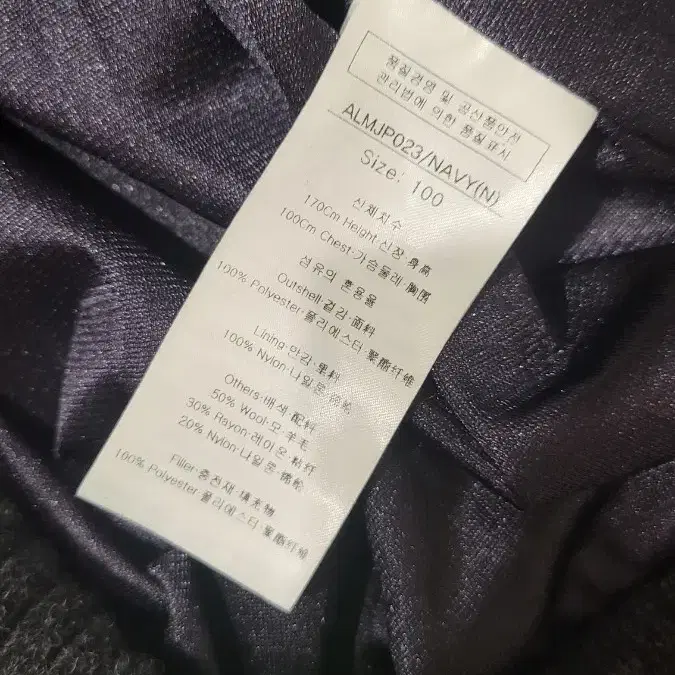 품질경영 및 공산품안전
관리법에 의한 품질표시
ALMJP023/NAVY(N)
Size: 100
신체치수
170Cm Height·신장·身高
100Cm Chest·가슴둘레·胸围
섬유의 혼용율
Outshell·겉감·面料
100% Polyester·폴리에스터·聚酯纤维
Lining·안감·里料
100% Nylon·나일론·锦纶
Others·배색·配料
50% Wool·모·羊毛
30% Rayon·레이온·粘纤
20% Nylon·나일론·锦纶
Filler·충전재·填充物
100% Polyester·폴리에스터·聚酯纤维